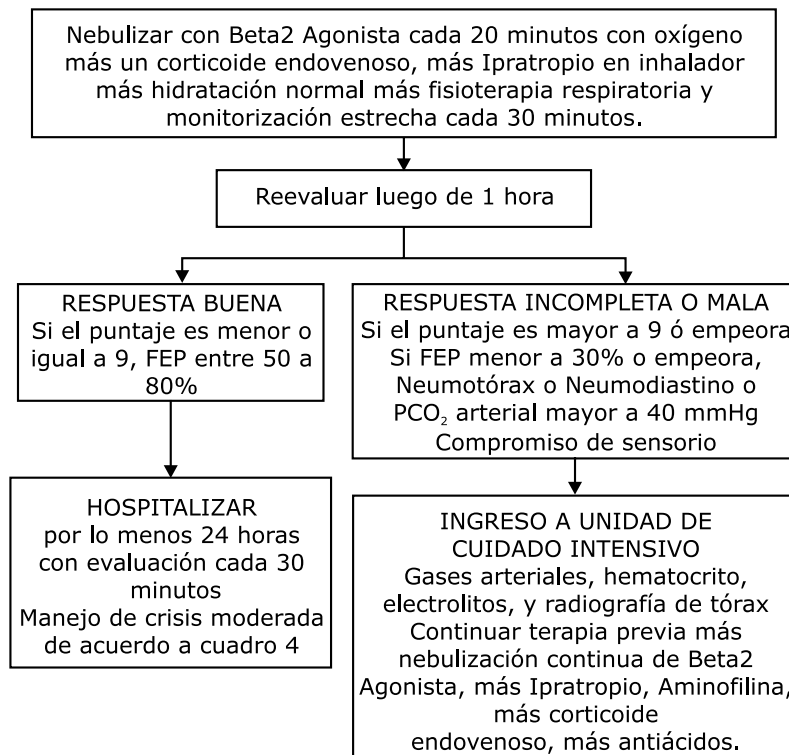 Nebulizar con Beta2 Agonista cada 20 minutos con oxígeno
más un corticoide endovenoso, más Ipratropio en inhalador
más hidratación normal más fisioterapia respiratoria y
monitorización estrecha cada 30 minutos.
Reevaluar luego de 1 hora
RESPUESTA BUENA
Si el puntaje es menor o
igual a 9, FEP entre 50 a
80%
RESPUESTA INCOMPLETA O MALA
Si el puntaje es mayor a 9 ó empeora
Si FEP menor a 30% o empeora,
Neumotórax o Neumodiastino o
PCO₂ arterial mayor a 40 mmHg
Compromiso de sensorio
HOSPITALIZAR
por lo menos 24 horas
con evaluación cada 30
minutos
Manejo de crisis moderada
de acuerdo a cuadro 4
INGRESO A UNIDAD DE
CUIDADO INTENSIVO
Gases arteriales, hematocrito,
electrolitos, y radiografía de tórax
Continuar terapia previa más
nebulización continua de Beta2
Agonista, más Ipratropio, Aminofilina,
más corticoide
endovenoso, más antiácidos.